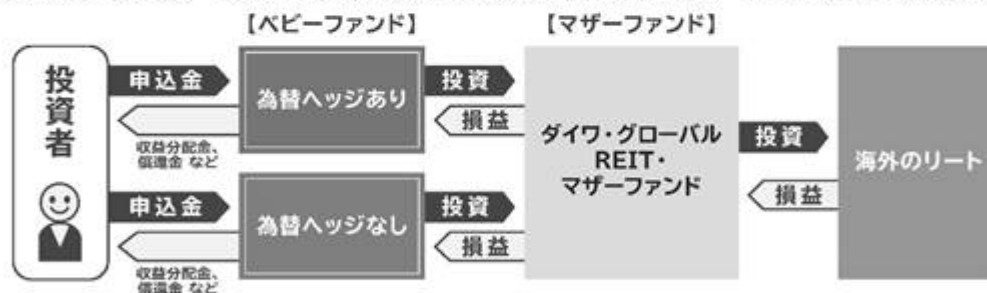 【ベビーファンド】
【マザーファンド】
投資者
申込金
収益分配金、
償還金 など
為替ヘッジあり
投資
損益
申込金
収益分配金、
償還金 など
為替ヘッジなし
投資
損益
ダイワ・グローバル
REIT・
マザーファンド
投資
損益
海外のリート